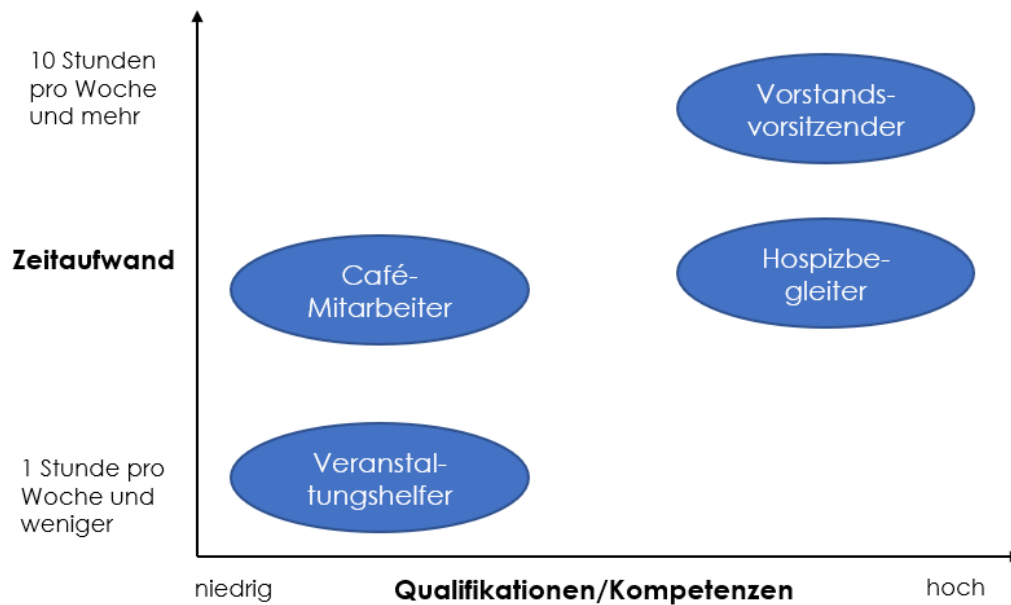 10 Stunden
pro Woche
und mehr
Vorstands-
vorsitzender
Zeitaufwand
Café-
Mitarbeiter
Hospizbe-
gleiter
1 Stunde pro
Woche und
weniger
Veranstal-
tungshelfer
niedrig
Qualifikationen/Kompetenzen
hoch